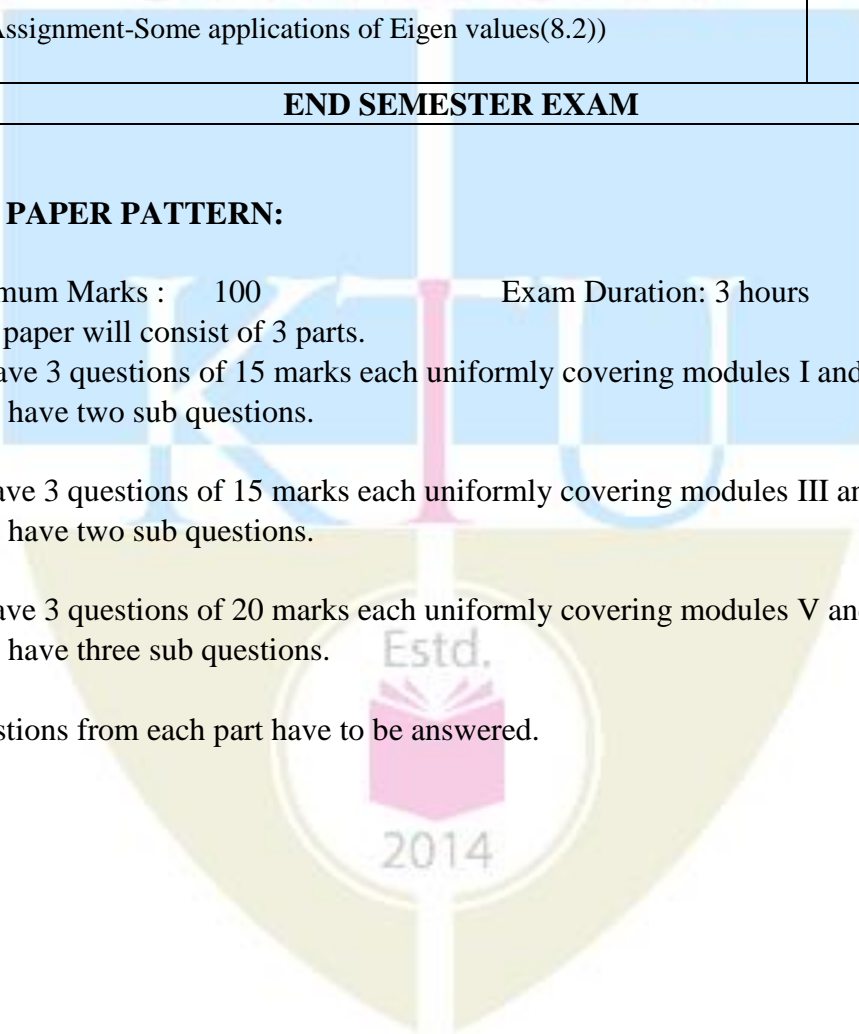 Assignment-Some applications of Eigen values(8.2))
END SEMESTER EXAM
PAPER PATTERN:
mum Marks : 100 Exam Duration: 3 hours
paper will consist of 3 parts.
ave 3 questions of 15 marks each uniformly covering modules I and
have two sub questions.
ave 3 questions of 15 marks each uniformly covering modules III an
have two sub questions.
ave 3 questions of 20 marks each uniformly covering modules V and
have three sub questions.
stions from each part have to be answered.
KTU
Estd.
2014